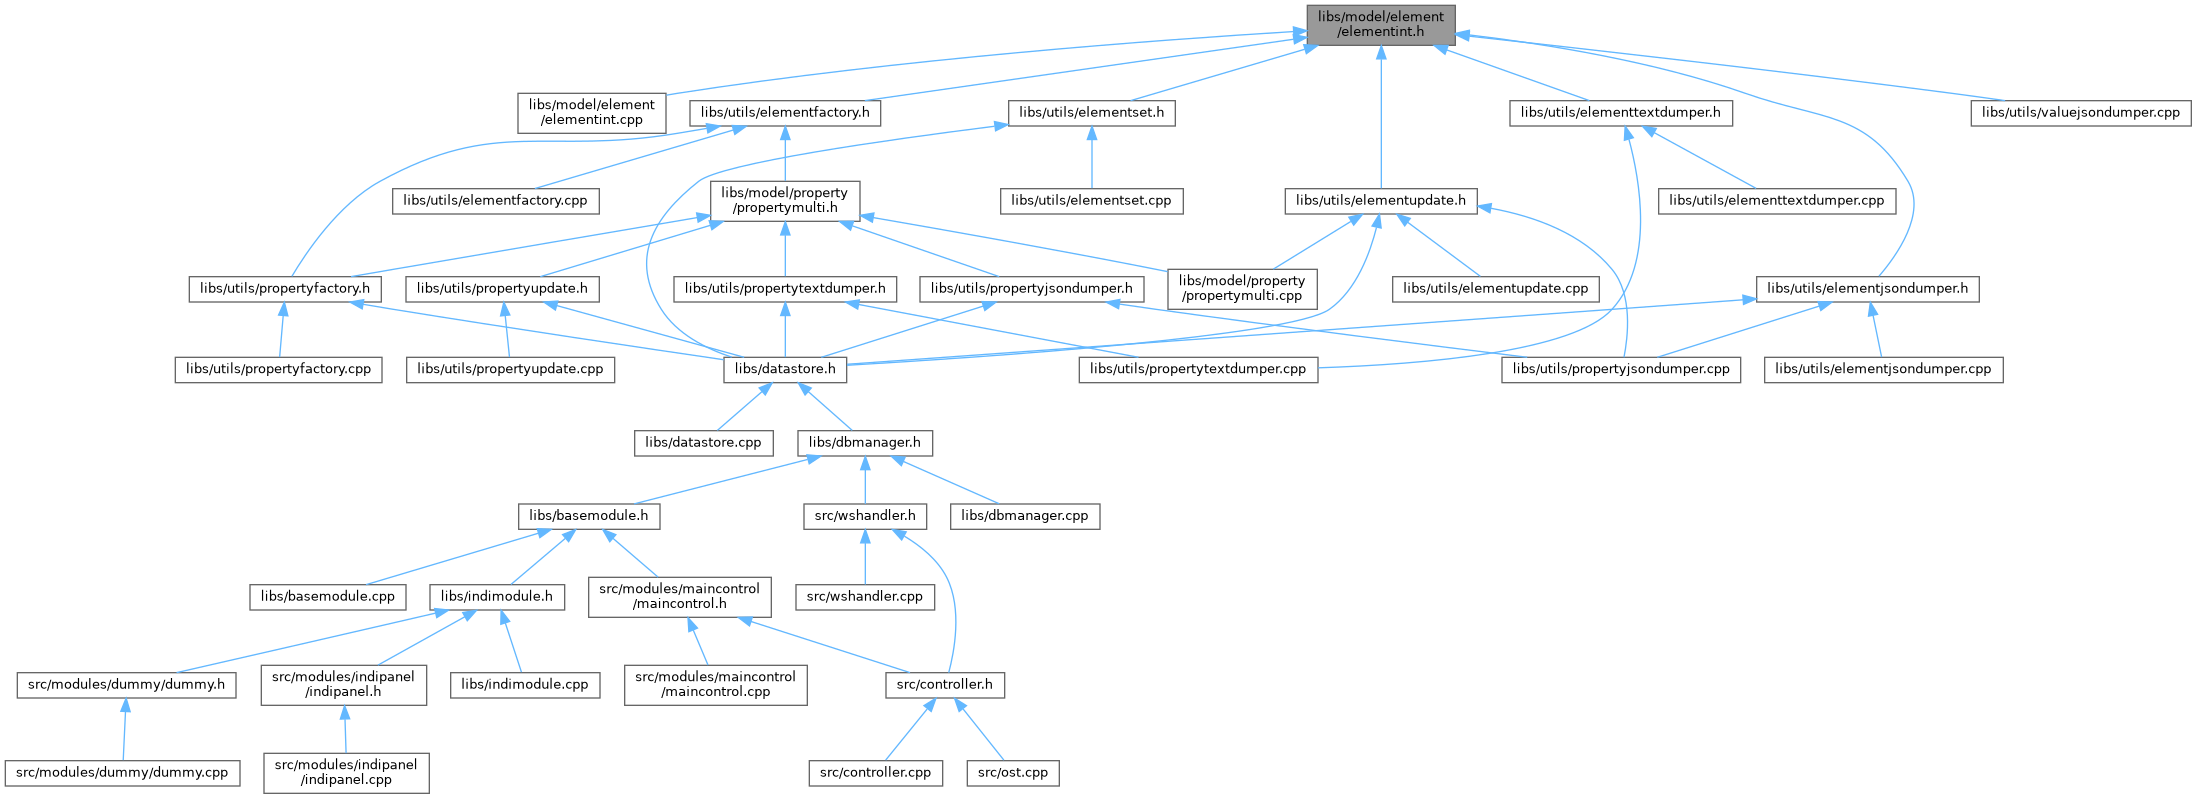 libs/model/element
/elementint.h
libs/model/element
/elementint.cpp
libs/utils/elementfactory.h
libs/utils/elementset.h
libs/utils/elementtextdumper.h
libs/utils/valuejsondumper.cpp
libs/utils/elementfactory.cpp
libs/model/property
/propertymulti.h
libs/utils/elementset.cpp
libs/utils/elementupdate.h
libs/utils/elementtextdumper.cpp
libs/utils/propertyfactory.h
libs/utils/propertyupdate.h
libs/utils/propertytextdumper.h
libs/utils/propertyjsondumper.h
libs/model/property
/propertymulti.cpp
libs/utils/elementupdate.cpp
libs/utils/elementjsondumper.h
libs/utils/propertyfactory.cpp
libs/utils/propertyupdate.cpp
libs/datastore.h
libs/utils/propertytextdumper.cpp
libs/utils/propertyjsondumper.cpp
libs/utils/elementjsondumper.cpp
libs/datastore.cpp
libs/dbmanager.h
libs/basemodule.h
src/wshandler.h
libs/dbmanager.cpp
libs/basemodule.cpp
libs/indimodule.h
src/modules/maincontrol
/maincontrol.h
src/wshandler.cpp
src/modules/dummy/dummy.h
src/modules/indipanel
/indipanel.h
libs/indimodule.cpp
src/modules/maincontrol
/maincontrol.cpp
src/controller.h
src/modules/dummy/dummy.cpp
src/modules/indipanel
/indipanel.cpp
src/controller.cpp
src/ost.cpp